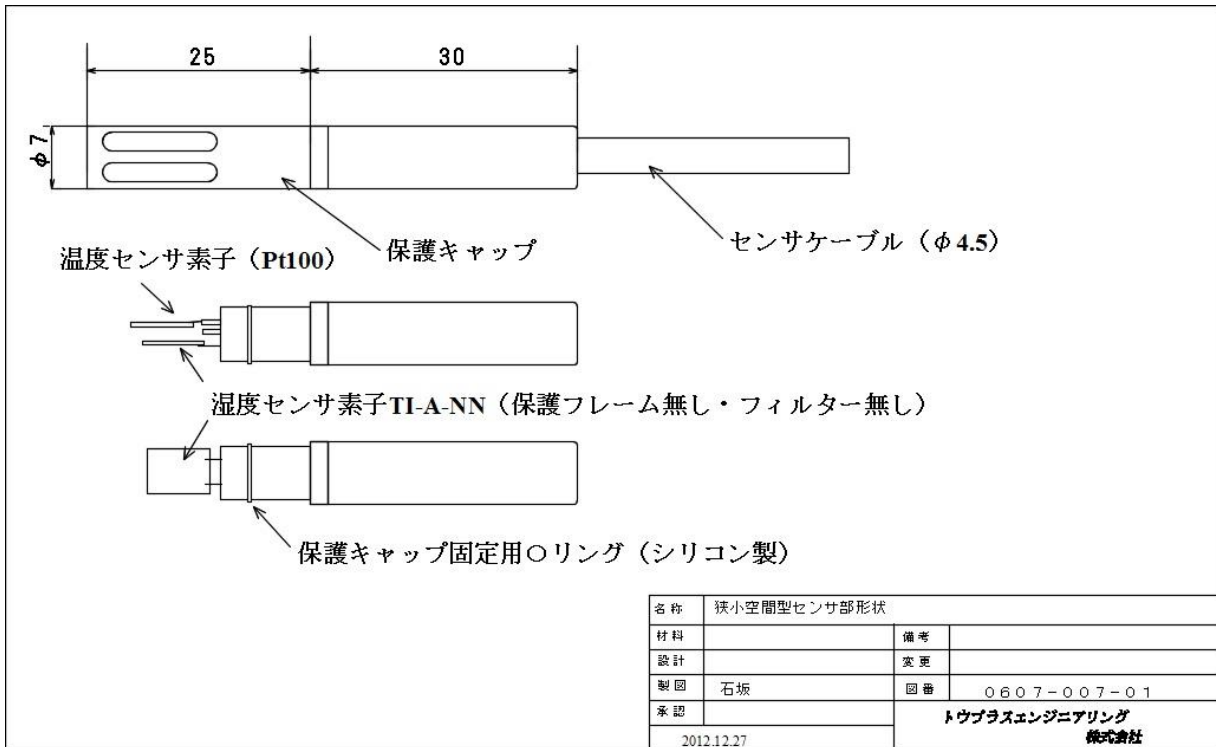 25
30
φ7
センサケーブル（φ4.5）
保護キャップ
温度センサ素子（Pt100）
湿度センサ素子TI-A-NN（保護フレーム無し・フィルター無し）
保護キャップ固定用Oリング（シリコン製）
名称 狭小空間型センサ部形状
材料 備考
設計 変更
製図 石坂 図番 0607-007-01
承認
トウプラスエンジニアリング
株式会社
2012.12.27